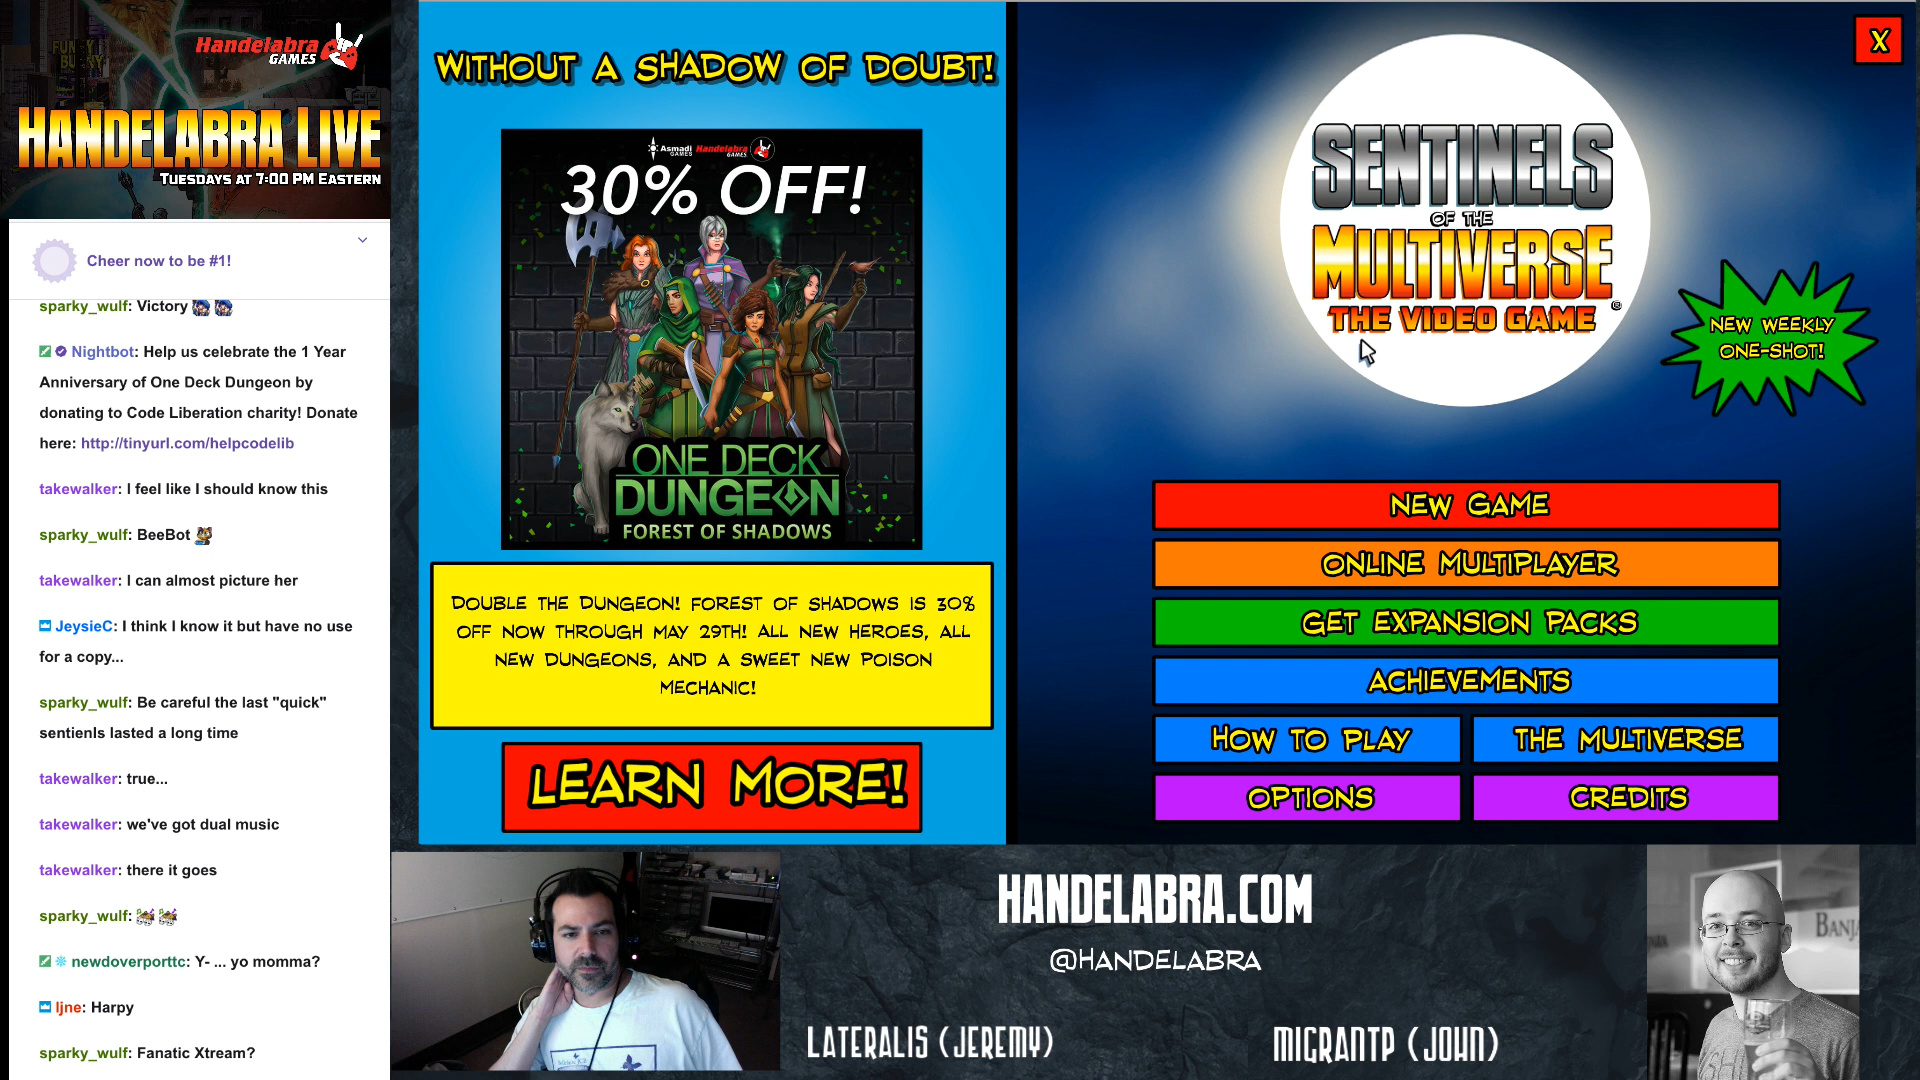 Handelabra
GAMES
HANDELABRA LIVE
TUESDAYS AT 7:00 PM EASTERN
Cheer now to be #1!
sparky_wulf: Victory
Nightbot: Help us celebrate the 1 Year
Anniversary of One Deck Dungeon by
donating to Code Liberation charity! Donate
here: http://tinyurl.com/helpcodelib
takewalker: I feel like I should know this
sparky_wulf: BeeBot
takewalker: I can almost picture her
JeysieC: I think I know it but have no use
for a copy...
sparky_wulf: Be careful the last "quick"
sentienls lasted a long time
takewalker: true...
takewalker: we've got dual music
takewalker: there it goes
sparky_wulf:
newdoverporttc: Y- ... yo momma?
ljne: Harpy
sparky_wulf: Fanatic Xtream?
WITHOUT A SHADOW OF DOUBT!
Asmadi GAMES Handelabra GAMES
30% OFF!
ONE DECK
DUNGEON
FOREST OF SHADOWS
DOUBLE THE DUNGEON! FOREST OF SHADOWS IS 30%
OFF NOW THROUGH MAY 29TH! ALL NEW HEROES, ALL
NEW DUNGEONS, AND A SWEET NEW POISON
MECHANIC!
LEARN MORE!
X
SENTINELS
OF THE
MULTIVERSE
®
THE VIDEO GAME
NEW WEEKLY
ONE-SHOT!
NEW GAME
ONLINE MULTIPLAYER
GET EXPANSION PACKS
ACHIEVEMENTS
HOW TO PLAY
THE MULTIVERSE
OPTIONS
CREDITS
HANDELABRA.COM
@HANDELABRA
LATERALIS (JEREMY)
MIGRANTP (JOHN)
BANJ